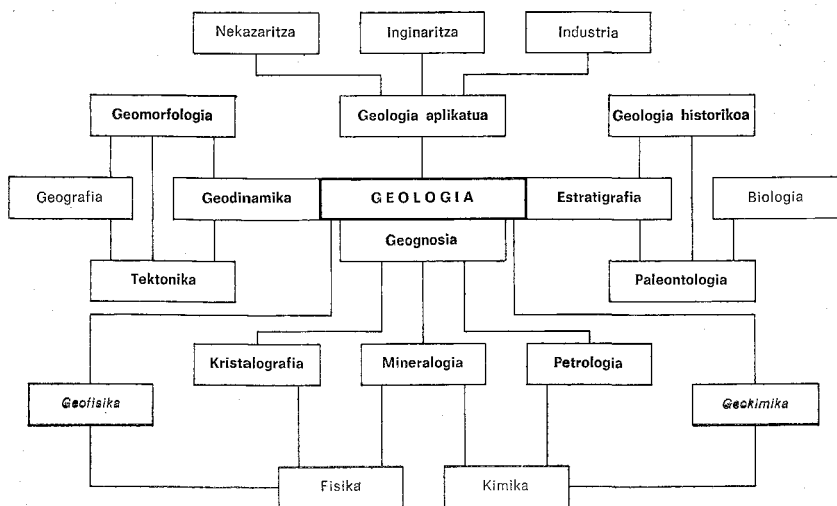 Nekazaritza
Inginaritza
Industria
Geomorfologia
Geologia aplikatua
Geologia historikoa
Geografia
Geodinamika
GEOLOGIA
Estratigrafia
Biologia
Geognosia
Tektonika
Paleontologia
Kristalografia
Mineralogia
Petrologia
Geofisika
Geokimika
Fisika
Kimika